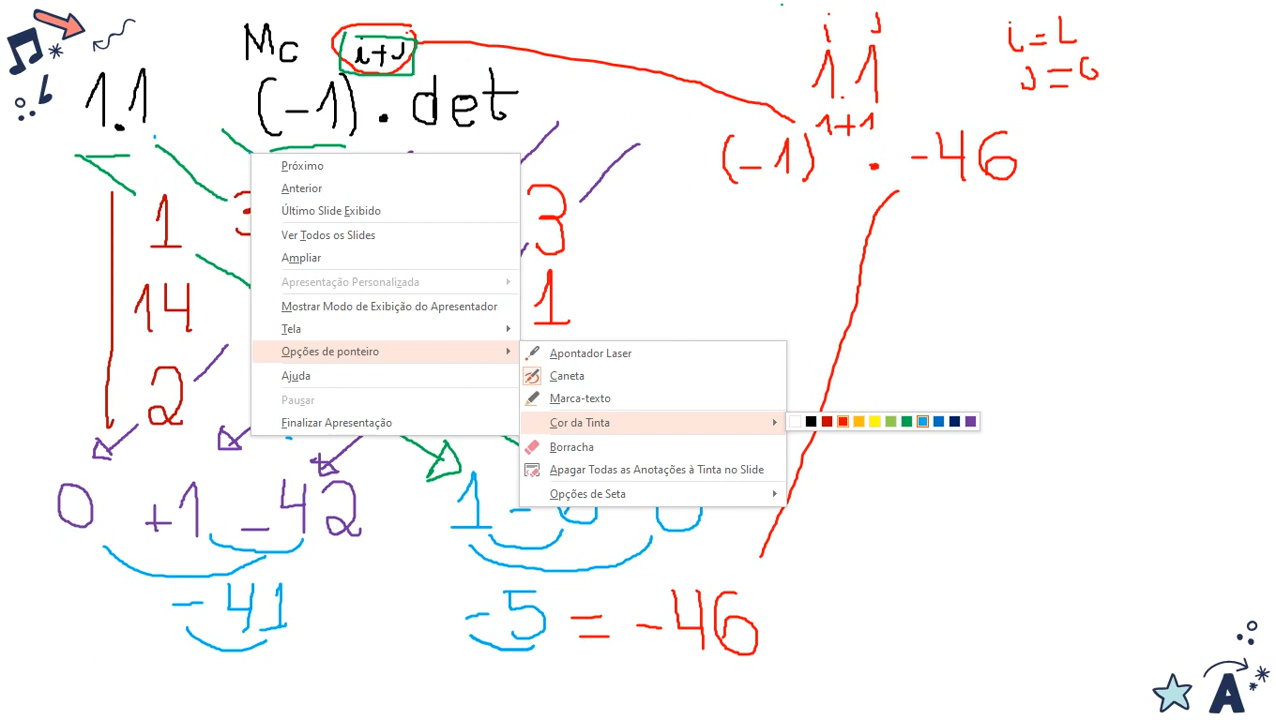 Mc i+J
i J
i=L
J=C
1.1 (-1) . det
1.1
1+1
(-1) . -46
1 3
3
14
1
2
Próximo
Anterior
Último Slide Exibido
Ver Todos os Slides
Ampliar
Apresentação Personalizada
Mostrar Modo de Exibição do Apresentador
Tela
Opções de ponteiro
Ajuda
Pausar
Finalizar Apresentação
Apontador Laser
Caneta
Marca-texto
Cor da Tinta
Borracha
Apagar Todas as Anotações à Tinta no Slide
Opções de Seta
0 +1 -42 1 -
-41 -5 = -46
A